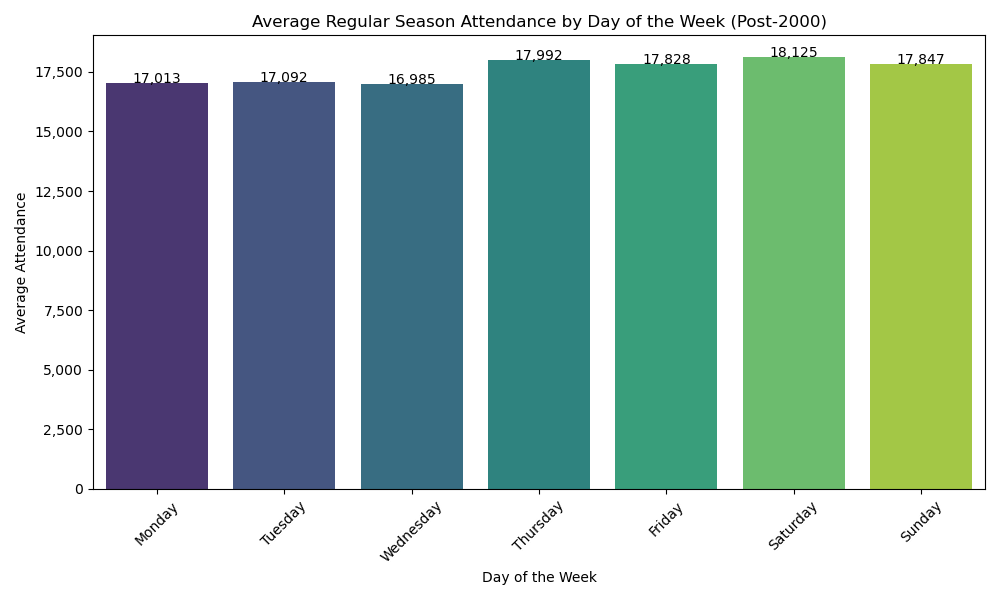 Average Regular Season Attendance by Day of the Week (Post-2000)
17,013
17,092
16,985
17,992
17,828
18,125
17,847
Average Attendance
17,500
15,000
12,500
10,000
7,500
5,000
2,500
0
Monday
Tuesday
Wednesday
Thursday
Friday
Saturday
Sunday
Day of the Week